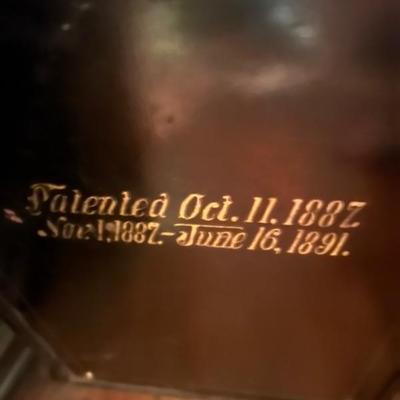 Patented Oct. 11. 1887
Nov. 1, 1887.-June 16, 1891.